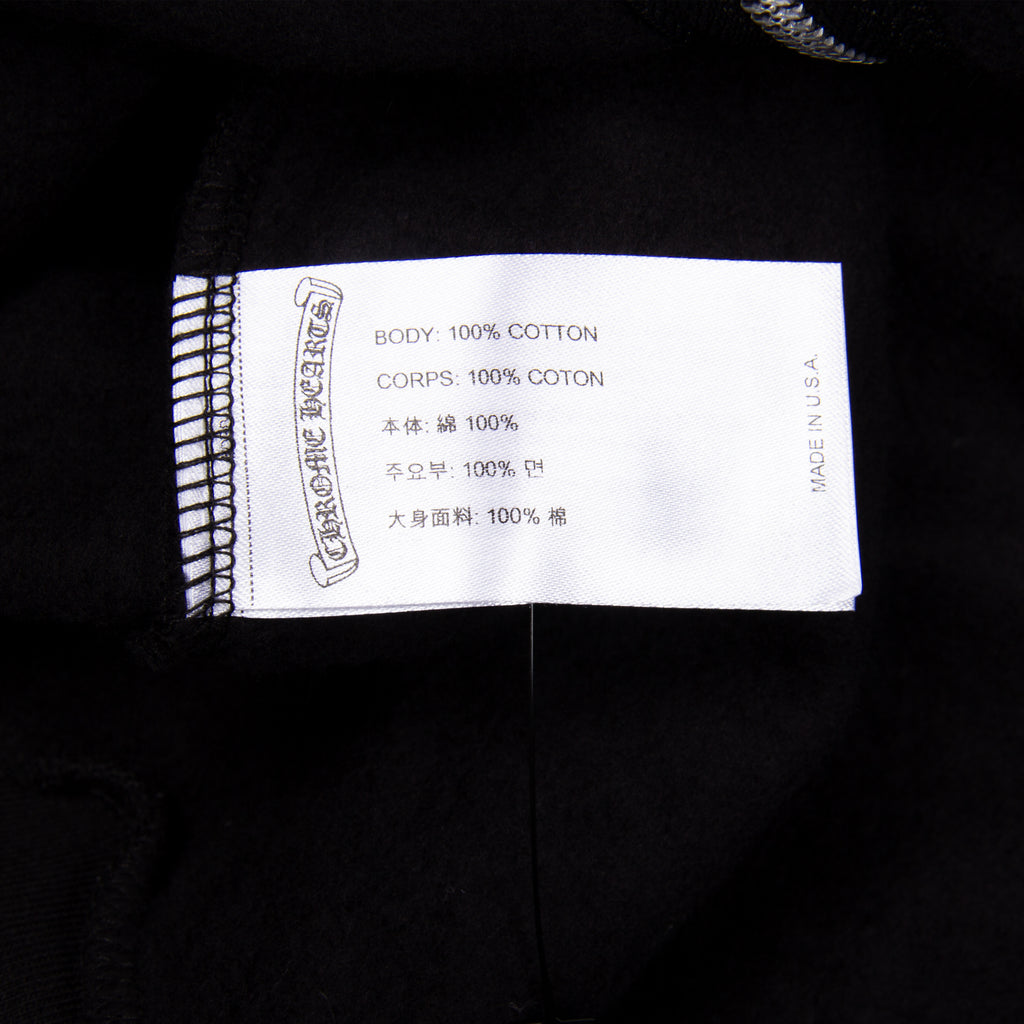 CHROME HEARTS
BODY: 100% COTTON
CORPS: 100% COTON
本体: 綿 100%
주요부: 100% 면
大身面料: 100% 棉
MADE IN U.S.A.